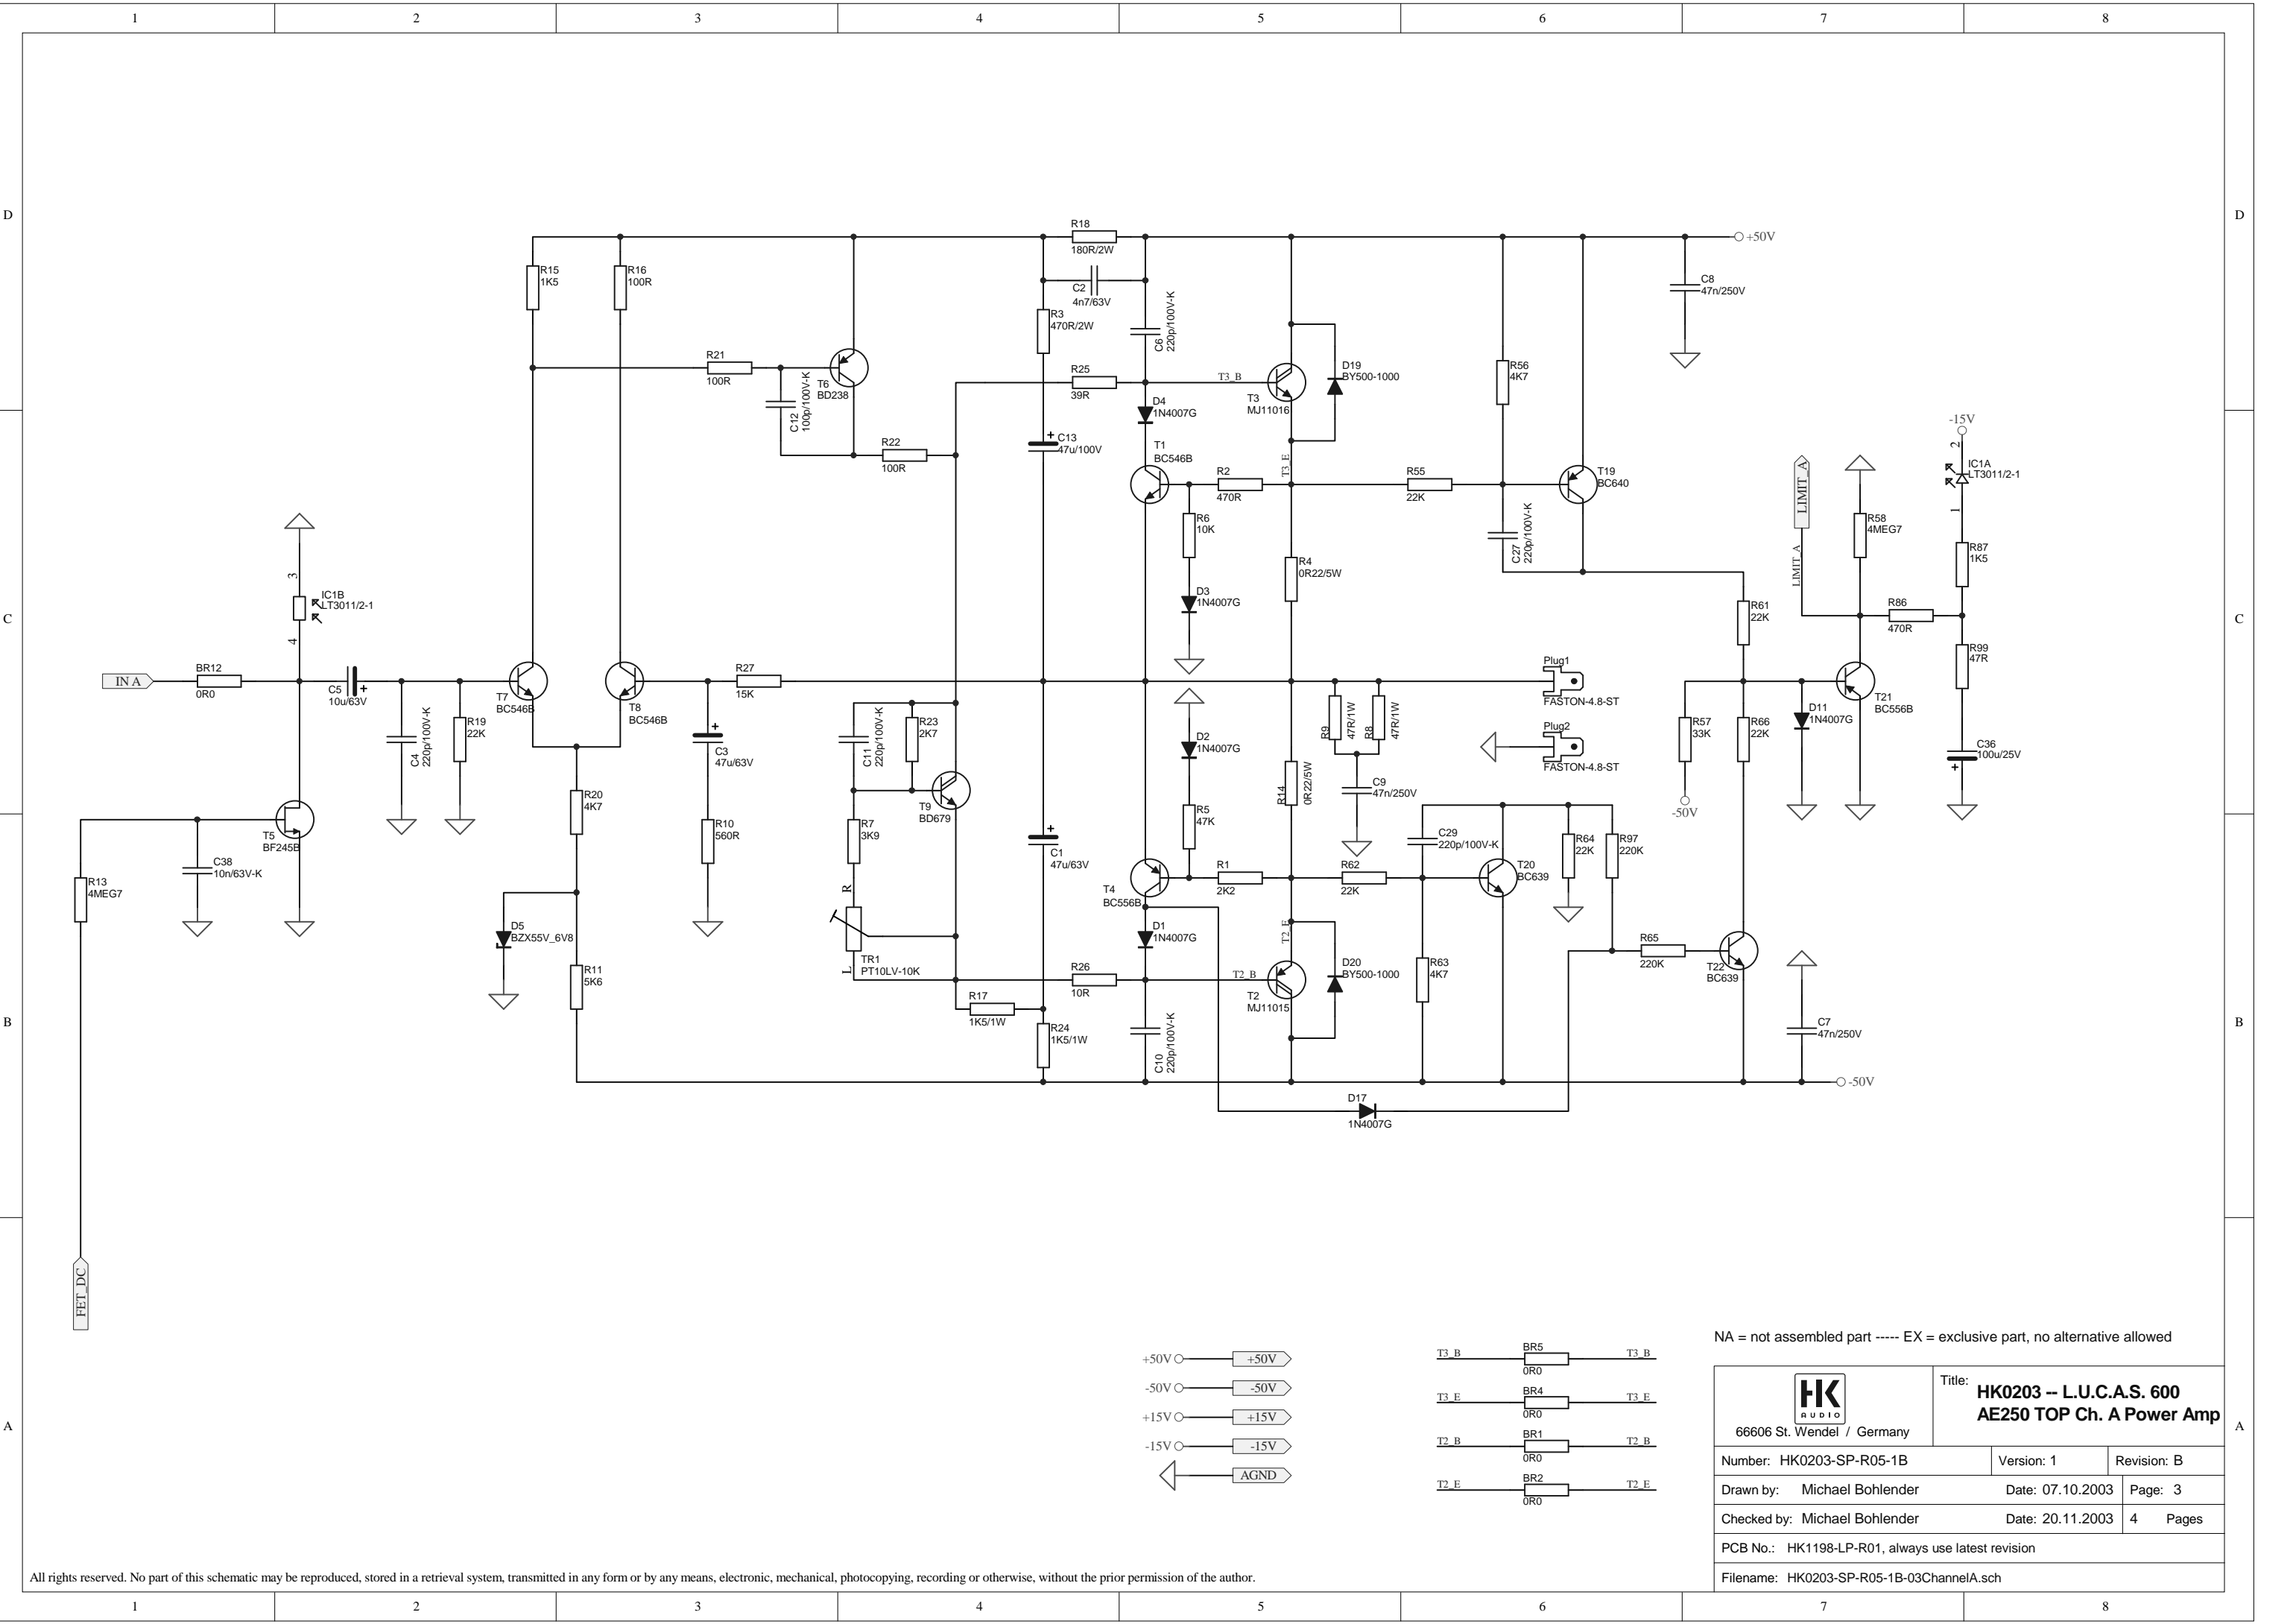 1 2 3 4 5 6 7 8
D
D
R18
180R/2W
+50V
R15
1K5
R16
100R
C2
4n7/63V
C8
47n/250V
R3
470R/2W
C6
220p/100V-K
R21
100R
T6
BD238
C12
100p/100V-K
R25
39R
T3_B
T3
MJ11016
D19
BY500-1000
R56
4K7
D4
1N4007G
C13
47u/100V
+
R22
100R
T1
BC546B
R2
470R
T3_E
R55
22K
T19
BC640
-15V
2
IC1A
LT3011/2-1
1
LIMIT_A
LIMIT_A
R58
4MEG7
R87
1K5
R6
10K
C27
220p/100V-K
R4
0R22/5W
3
IC1B
LT3011/2-1
4
D3
1N4007G
R61
22K
R86
470R
C
C
R99
47R
IN A
BR12
0R0
C5
10u/63V
+
T7
BC546B
T8
BC546B
R27
15K
Plug1
FASTON-4.8-ST
T21
BC556B
C4
220p/100V-K
R19
22K
C3
47u/63V
+
C11
220p/100V-K
R23
2K7
D2
1N4007G
R9
47R/1W
R8
47R/1W
Plug2
FASTON-4.8-ST
R57
33K
R66
22K
D11
1N4007G
C36
100u/25V
+
R20
4K7
T9
BD679
R14
0R22/5W
C9
47n/250V
-50V
T5
BF245B
C38
10n/63V-K
R13
4MEG7
R10
560R
R7
3K9
C1
47u/63V
+
R5
47K
C29
220p/100V-K
R64
22K
R97
220K
R
T4
BC556B
R1
2K2
R62
22K
T20
BC639
D5
BZX55V_6V8
D1
1N4007G
T2_E
R11
5K6
L
TR1
PT10LV-10K
R26
10R
T2_B
T2
MJ11015
D20
BY500-1000
R63
4K7
R65
220K
T22
BC639
B
B
R17
1K5/1W
R24
1K5/1W
C10
220p/100V-K
C7
47n/250V
-50V
D17
1N4007G
FET_DC
+50V +50V
-50V -50V
+15V +15V
-15V -15V
AGND
T3_B BR5 T3_B
0R0
T3_E BR4 T3_E
0R0
T2_B BR1 T2_B
0R0
T2_E BR2 T2_E
0R0
NA = not assembled part ----- EX = exclusive part, no alternative allowed
HK
AUDIO
66606 St. Wendel / Germany
Title:
HK0203 -- L.U.C.A.S. 600
AE250 TOP Ch. A Power Amp
A
A
Number: HK0203-SP-R05-1B Version: 1 Revision: B
Drawn by: Michael Bohlender Date: 07.10.2003 Page: 3
Checked by: Michael Bohlender Date: 20.11.2003 4 Pages
PCB No.: HK1198-LP-R01, always use latest revision
Filename: HK0203-SP-R05-1B-03ChannelA.sch
All rights reserved. No part of this schematic may be reproduced, stored in a retrieval system, transmitted in any form or by any means, electronic, mechanical, photocopying, recording or otherwise, without the prior permission of the author.
1 2 3 4 5 6 7 8